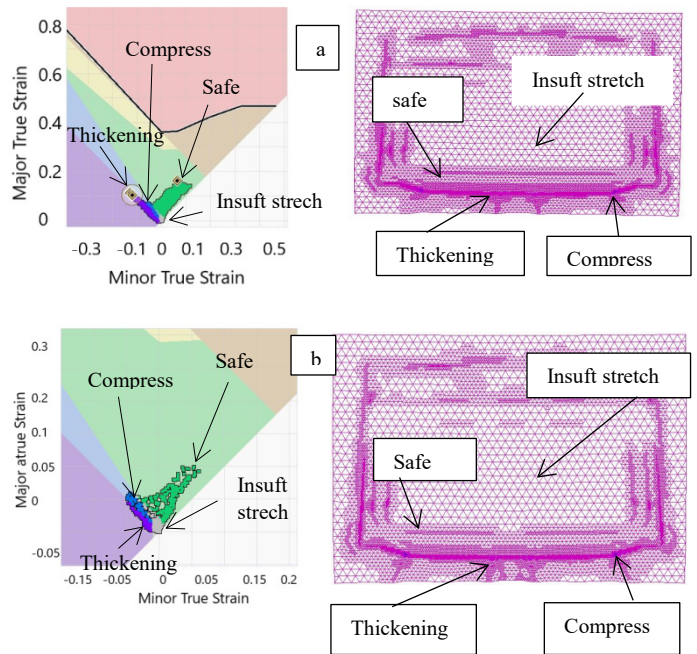 a
0.8
0.6
0.4
0.2
0
Major True Strain
Compress
Safe
Thickening
Insuft strech
-0.3
-0.1
0
0.1
0.3
0.5
Minor True Strain
Insuft stretch
safe
Thickening
Compress
b
0.3
0.2
0.1
0.05
0
-0.05
Major atrue Strain
Safe
Compress
Insuft
strech
Thickening
-0.15
-0.05
0
0.05
0.2
Minor True Strain
Insuft stretch
Safe
Thickening
Compress